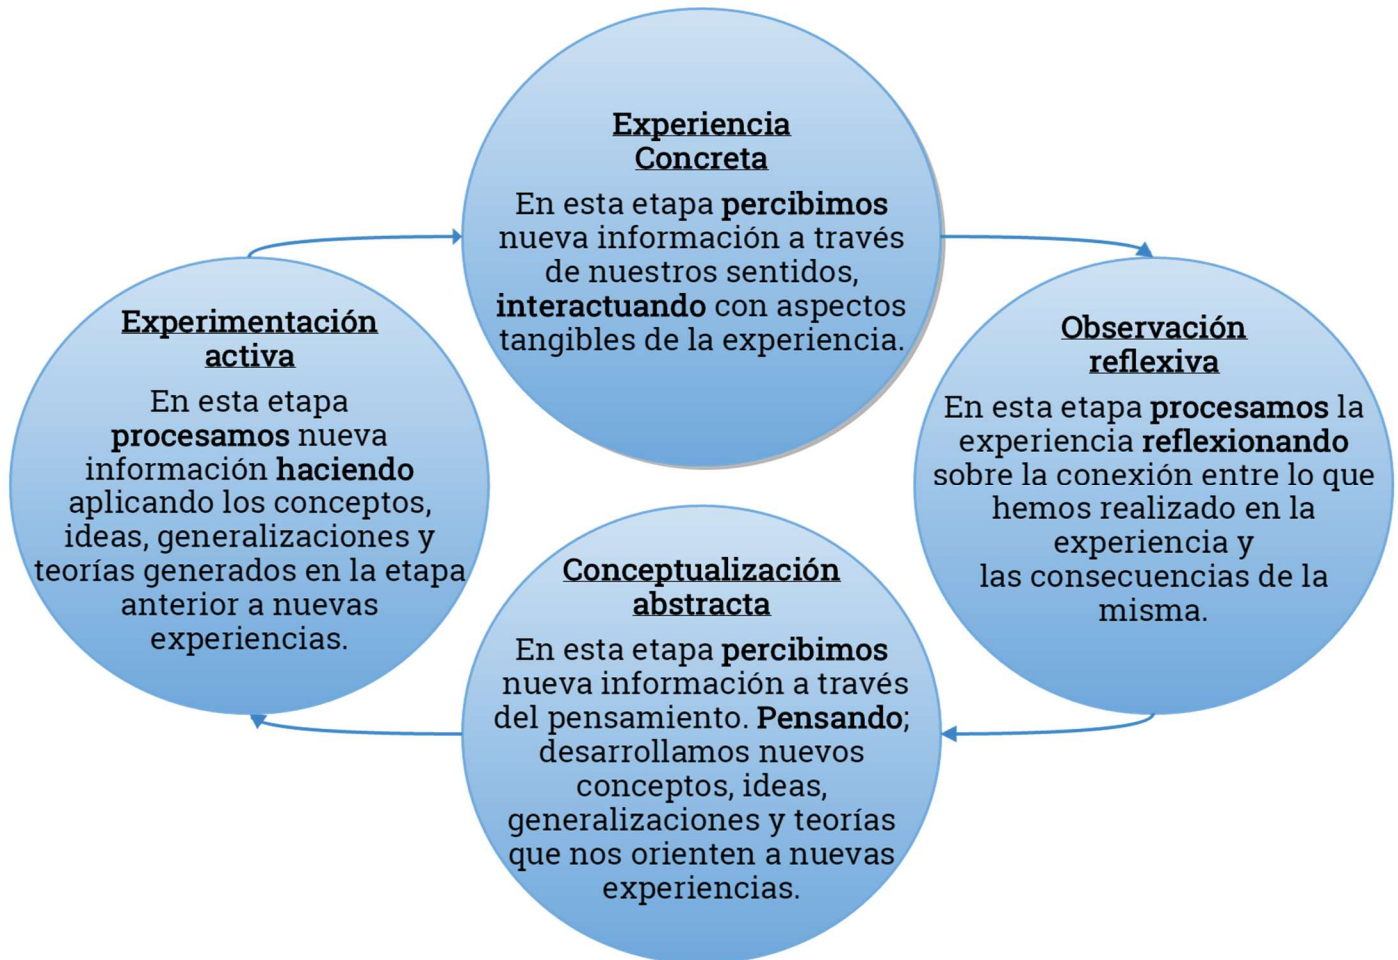 Experiencia
Concreta
En esta etapa percibimos
nueva información a través
de nuestros sentidos,
interactuando con aspectos
tangibles de la experiencia.
Observación
reflexiva
En esta etapa procesamos la
experiencia reflexionando
sobre la conexión entre lo que
hemos realizado en la
experiencia y
las consecuencias de la
misma.
Conceptualización
abstracta
En esta etapa percibimos
nueva información a través
del pensamiento. Pensando;
desarrollamos nuevos
conceptos, ideas,
generalizaciones y teorías
que nos orienten a nuevas
experiencias.
Experimentación
activa
En esta etapa
procesamos nueva
información haciendo
aplicando los conceptos,
ideas, generalizaciones y
teorías generados en la etapa
anterior a nuevas
experiencias.